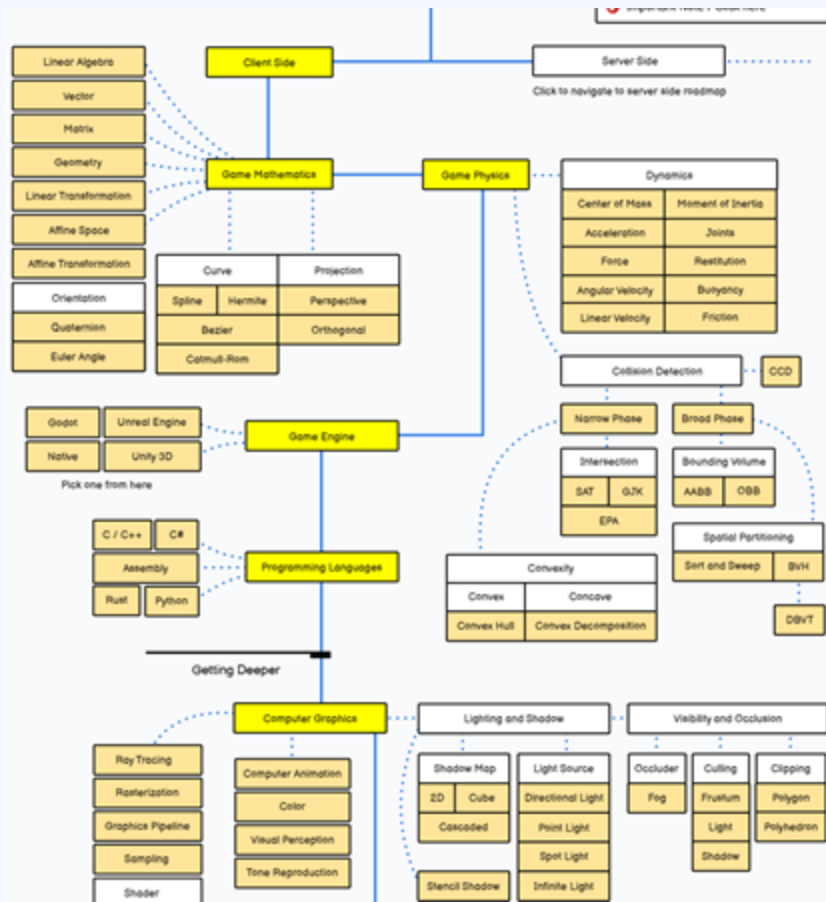 Important Note / Click here
Client Side
Server Side
Click to navigate to server side roadmap
Linear Algebra
Vector
Matrix
Geometry
Linear Transformation
Affine Space
Affine Transformation
Orientation
Quaternion
Euler Angle
Game Mathematics
Game Physics
Curve
Projection
Spline
Hermite
Perspective
Bezier
Orthogonal
Catmull-Rom
Dynamics
Center of Mass
Moment of Inertia
Acceleration
Joints
Force
Restitution
Angular Velocity
Buoyancy
Linear Velocity
Friction
Collision Detection
CCD
Narrow Phase
Broad Phase
Intersection
SAT
GJK
EPA
Bounding Volume
AABB
OBB
Spatial Partitioning
Sort and Sweep
BVH
DBVT
Convexity
Convex
Concave
Convex Hull
Convex Decomposition
Godot
Unreal Engine
Native
Unity 3D
Pick one from here
Game Engine
C / C++
C#
Assembly
Rust
Python
Programming Languages
Getting Deeper
Computer Graphics
Lighting and Shadow
Visibility and Occlusion
Ray Tracing
Rasterization
Graphics Pipeline
Sampling
Shader
Computer Animation
Color
Visual Perception
Tone Reproduction
Shadow Map
2D
Cube
Cascaded
Stencil Shadow
Light Source
Directional Light
Point Light
Spot Light
Infinite Light
Occluder
Fog
Culling
Frustum
Light
Shadow
Clipping
Polygon
Polyhedron